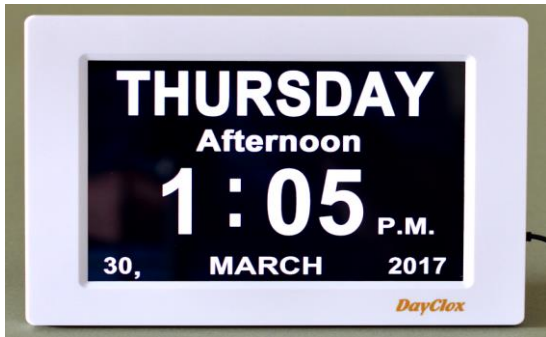 THURSDAY
Afternoon
1:05 P.M.
30, MARCH 2017
DayClox